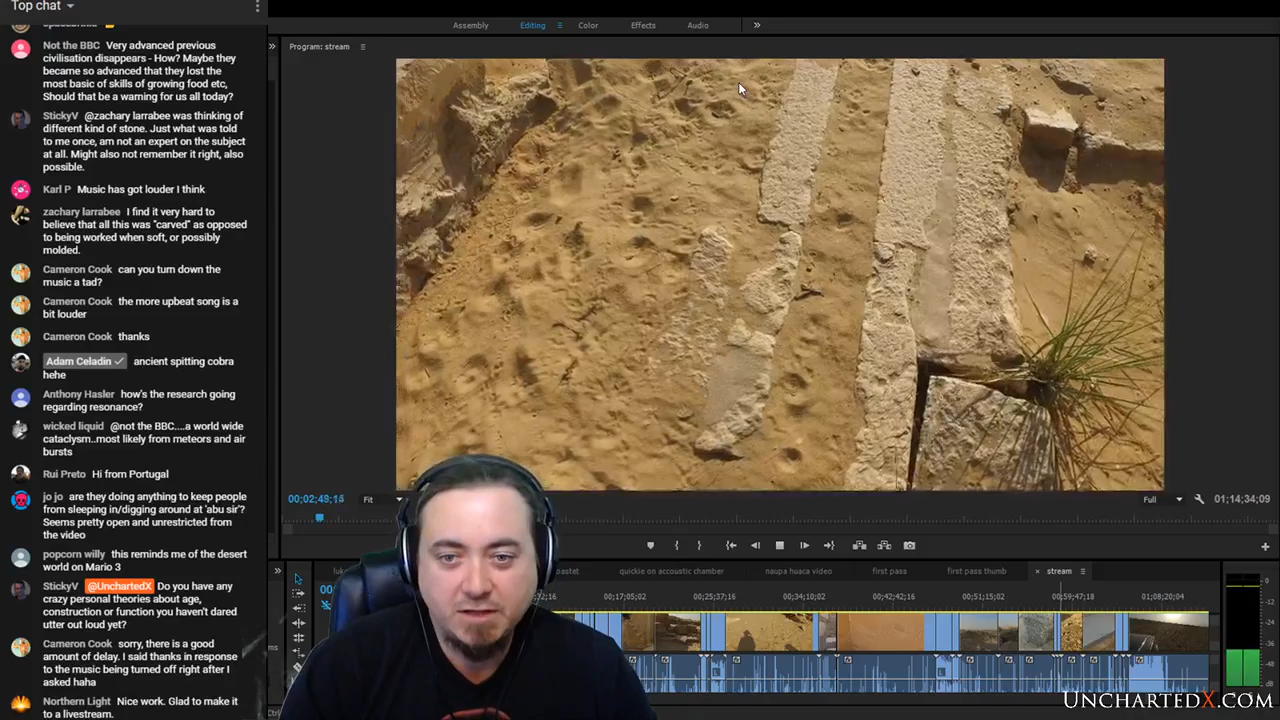 Top chat
Not the BBC Very advanced previous
civilisation disappears - How? Maybe they
became so advanced that they lost the
most basic of skills of growing food etc,
Should that be a warning for us all today?
StickyV @zachary larrabee was thinking of
different kind of stone. Just what was told
to me once, am not an expert on the subject
at all. Might also not remember it right, also
possible.
Karl P Music has got louder I think
zachary larrabee I find it very hard to
believe that all this was "carved" as opposed
to being worked when soft, or possibly
molded.
Cameron Cook can you turn down the
music a tad?
Cameron Cook the more upbeat song is a
bit louder
Cameron Cook thanks
Adam Celadin ancient spitting cobra
hehe
Anthony Hasler how's the research going
regarding resonance?
wicked liquid @not the BBC....a world wide
cataclysm..most likely from meteors and air
bursts
Rui Preto Hi from Portugal
jo jo are they doing anything to keep people
from sleeping in/digging around at 'abu sir'?
Seems pretty open and unrestricted from
the video
popcorn willy this reminds me of the desert
world on Mario 3
StickyV @UnchartedX Do you have any
crazy personal theories about age,
construction or function you haven't dared
utter out loud yet?
Cameron Cook sorry, there is a good
amount of delay. I said thanks in response
to the music being turned off right after I
asked haha
Northern Light Nice work. Glad to make it
to a livestream.
Assembly Editing Color Effects Audio
Program: stream
Fit Full 01;14;34;09
quickie on accoustic chamber naupa huaca video first pass first pass thumb stream
17;05;02 00;25;37;16 00;34;10;02 00;42;42;16 00;51;15;02 00;59;47;18 01;08;20;04
UNCHARTEDX.COM